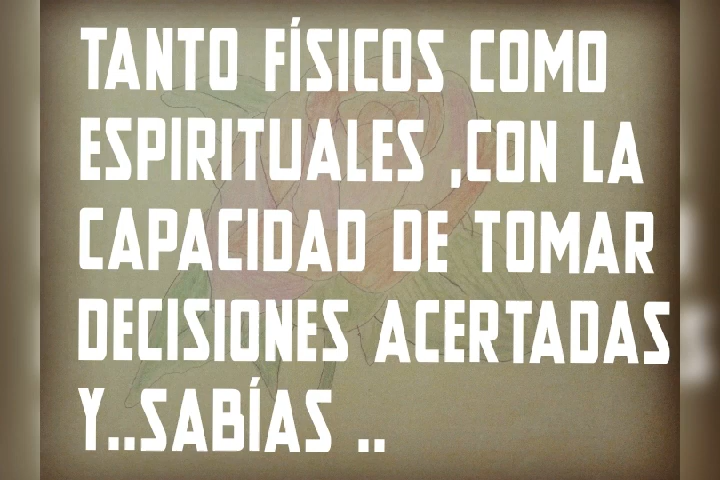 TANTO FÍSICOS COMO
ESPIRITUALES ,CON LA
CAPACIDAD DE TOMAR
DECISIONES ACERTADAS
Y..SABÍAS ..